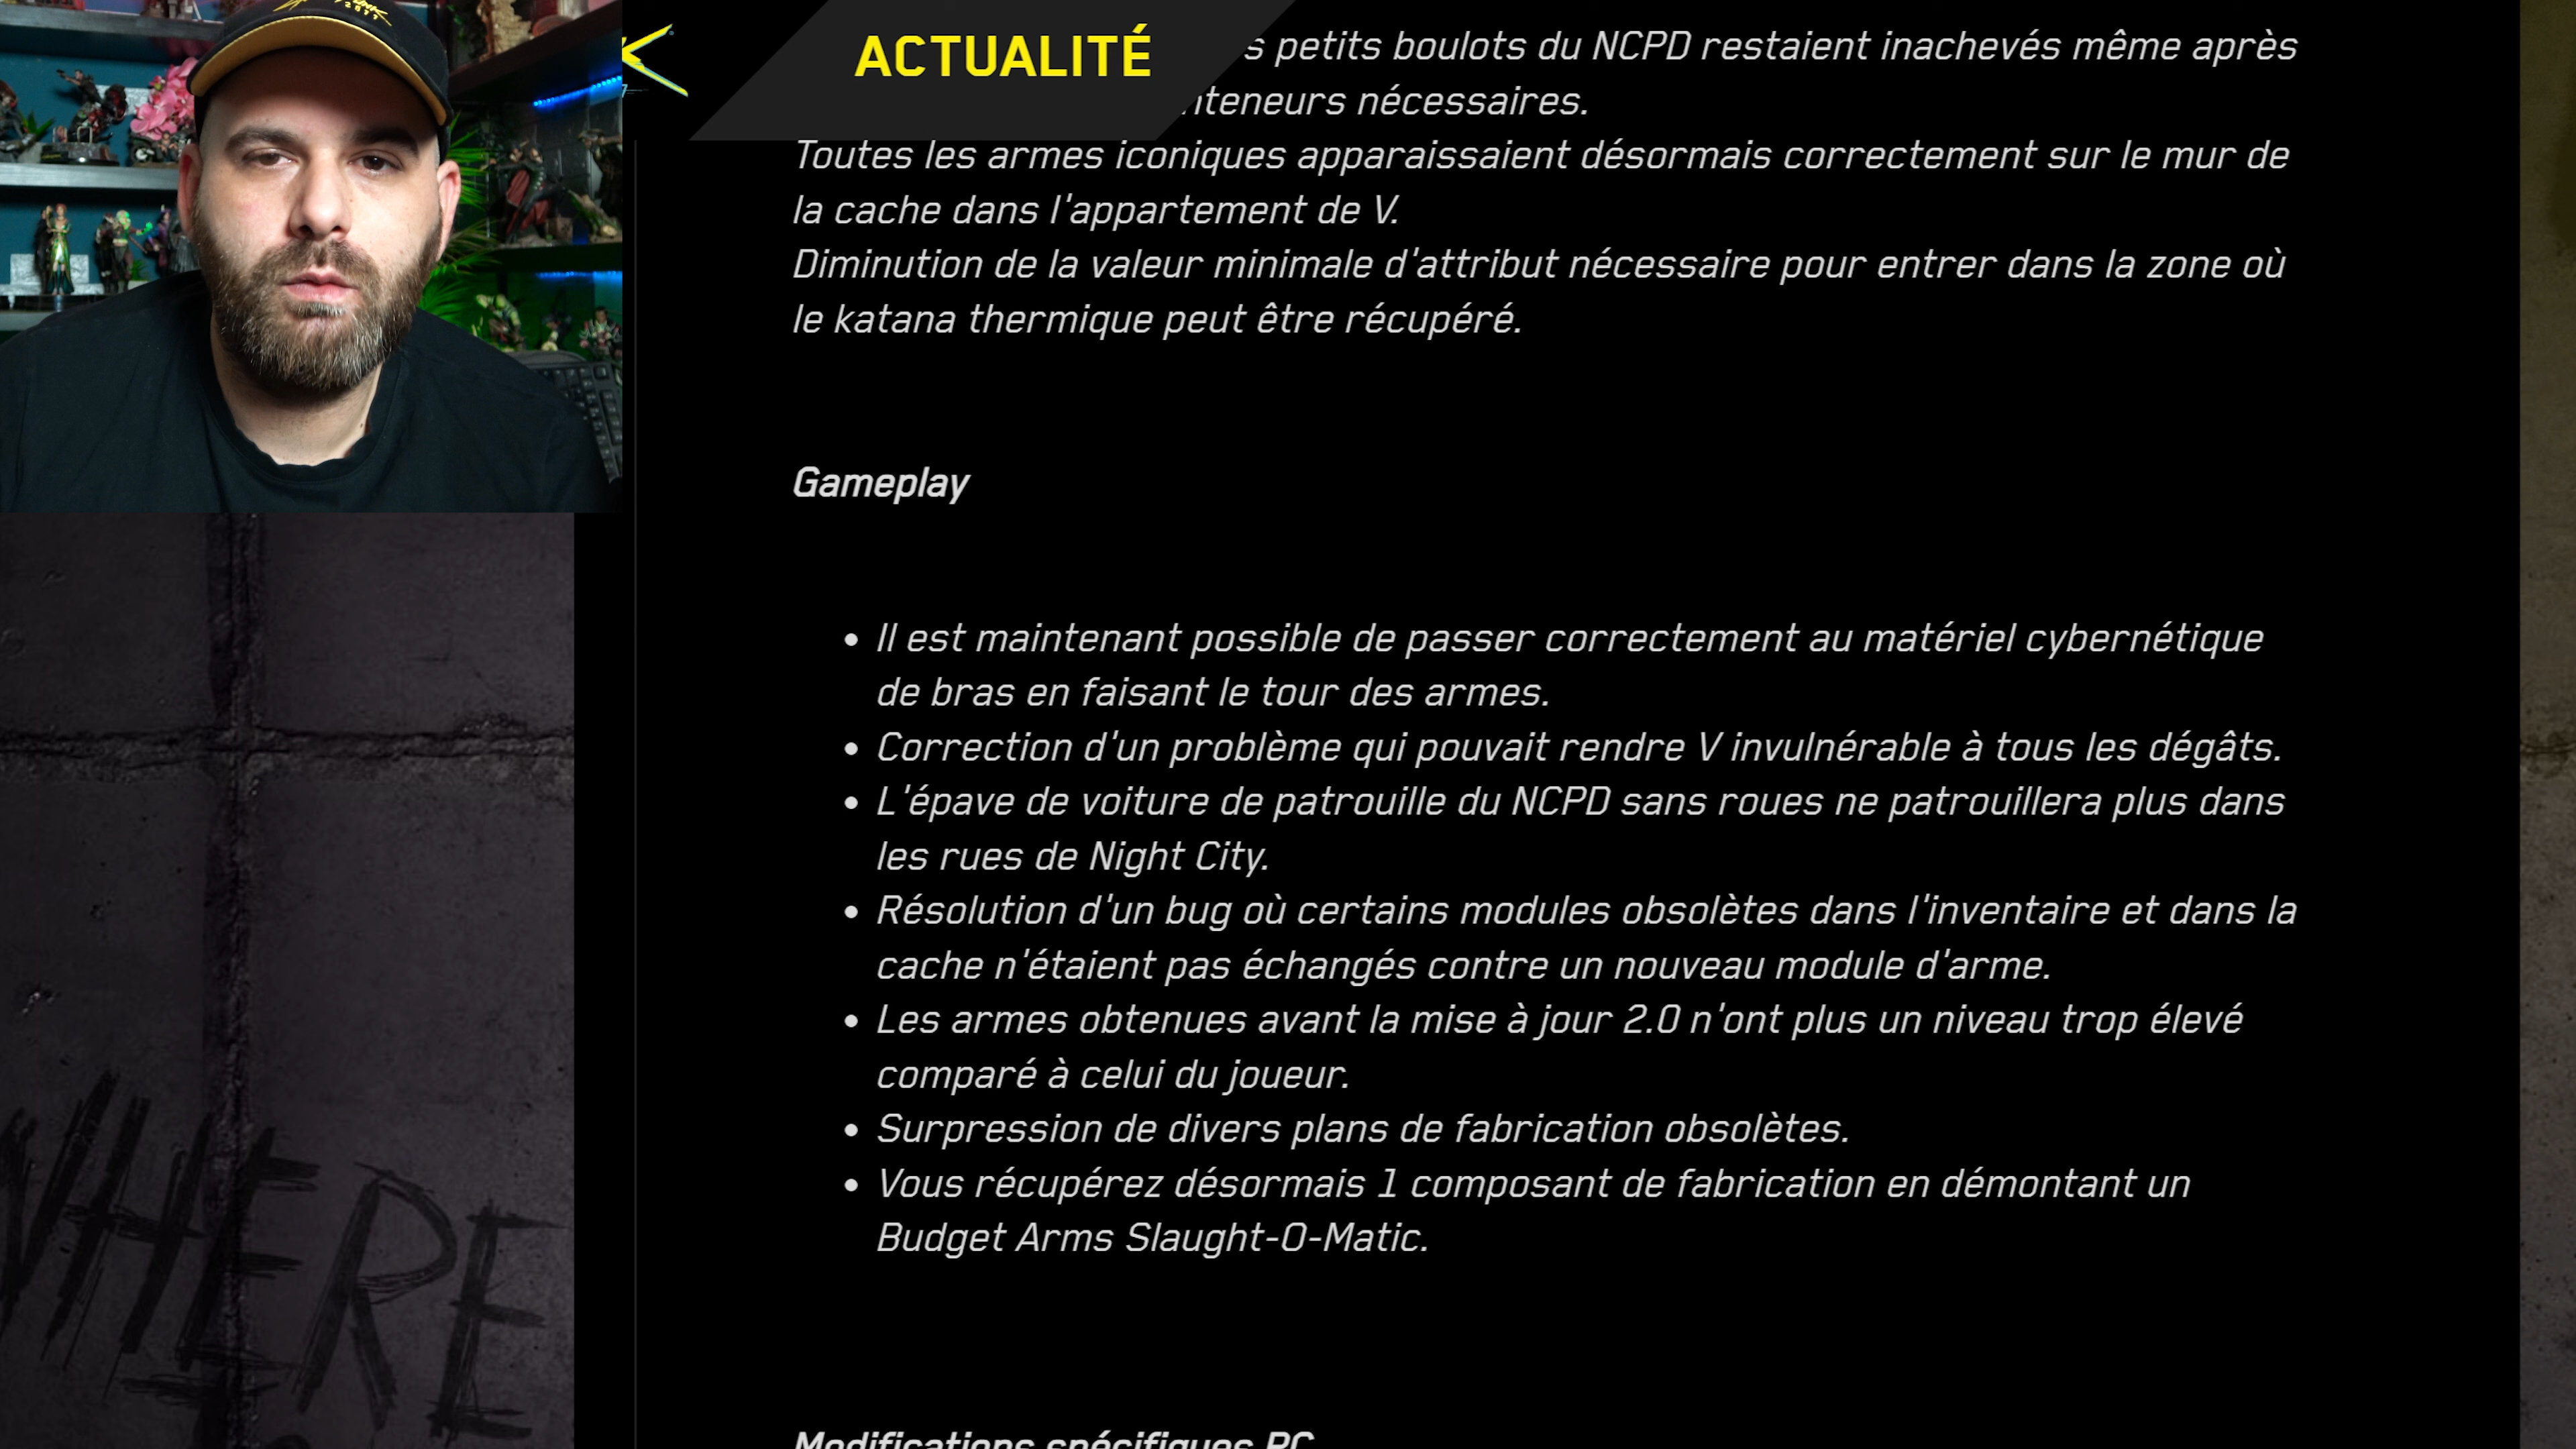 ACTUALITÉ
petits boulots du NCPD restaient inachevés même après
nécessaires.
Toutes les armes iconiques apparaissaient désormais correctement sur le mur de
la cache dans l'appartement de V.
Diminution de la valeur minimale d'attribut nécessaire pour entrer dans la zone où
le katana thermique peut être récupéré.
Gameplay
• Il est maintenant possible de passer correctement au matériel cybernétique
de bras en faisant le tour des armes.
• Correction d'un problème qui pouvait rendre V invulnérable à tous les dégâts.
• L'épave de voiture de patrouille du NCPD sans roues ne patrouillera plus dans
les rues de Night City.
• Résolution d'un bug où certains modules obsolètes dans l'inventaire et dans la
cache n'étaient pas échangés contre un nouveau module d'arme.
• Les armes obtenues avant la mise à jour 2.0 n'ont plus un niveau trop élevé
comparé à celui du joueur.
• Surpression de divers plans de fabrication obsolètes.
• Vous récupérez désormais 1 composant de fabrication en démontant un
Budget Arms Slaught-O-Matic.
Modifications spécifiques PC